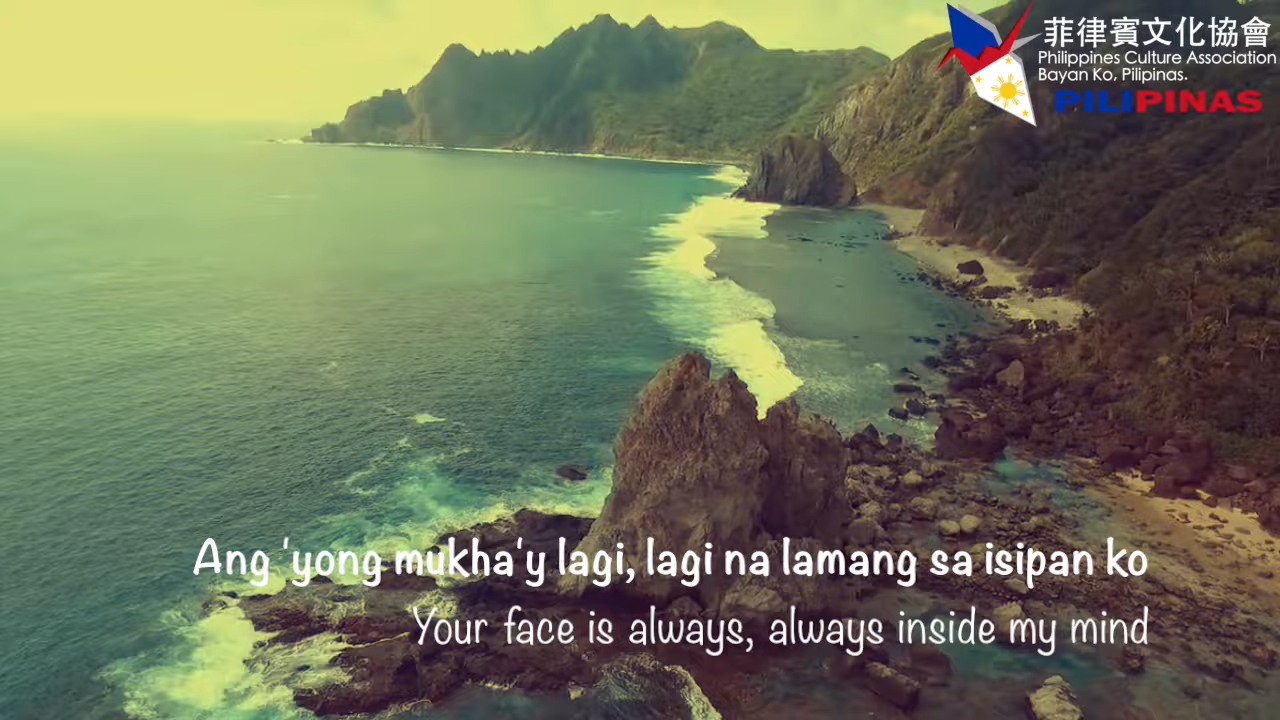 菲律賓文化協會
Philippines Culture Association
Bayan Ko, Pilipinas.
PILIPINAS
Ang 'yong mukha'y lagi, lagi na lamang sa isipan ko
Your face is always, always inside my mind